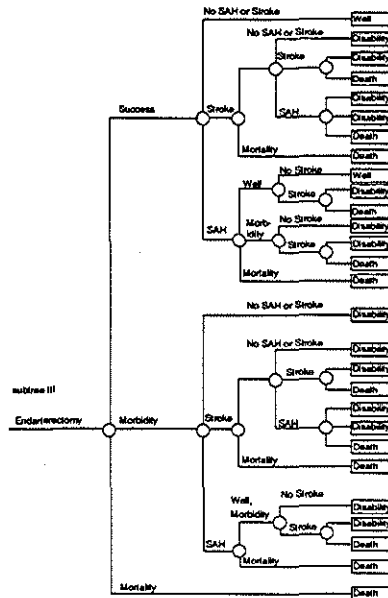 No SAH or Stroke
Well
No SAH or Stroke
Disability
Stroke
Disability
Death
Success
Stroke
Disability
SAH
Disability
Death
Mortality
Death
No Stroke
Well
Well
Stroke
Disability
Death
SAH
Morb-
idity
No Stroke
Disability
Stroke
Disability
Death
Mortality
Death
No SAH or Stroke
Disability
No SAH or Stroke
Disability
Stroke
Disability
Death
subtree III
Endarterectomy
Morbidity
Stroke
Disability
SAH
Disability
Death
Mortality
Death
Well,
Morbidity
No Stroke
Disability
Stroke
Disability
Death
SAH
Mortality
Death
Mortality
Death